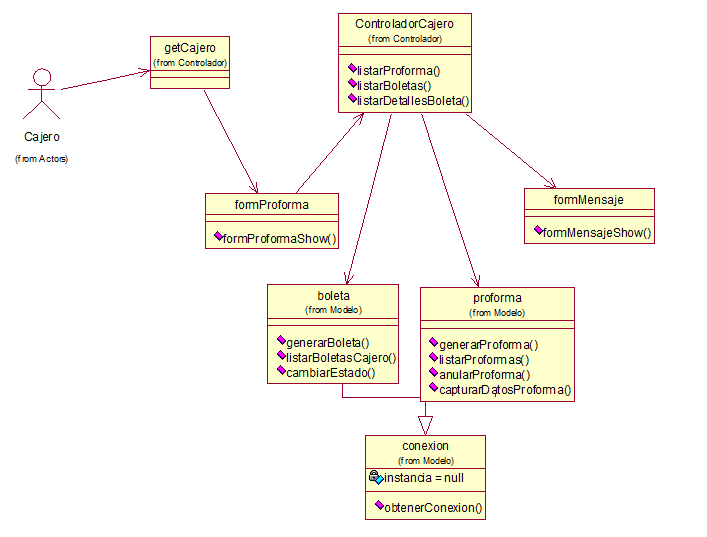 ControladorCajero
(from Controlador)
listarProforma()
listarBoletas()
listarDetallesBoleta()
getCajero
(from Controlador)
Cajero
(from Actors)
formProforma
formProformaShow()
formMensaje
formMensajeShow()
boleta
(from Modelo)
generarBoleta()
listarBoletasCajero()
cambiarEstado()
proforma
(from Modelo)
generarProforma()
listarProformas()
anularProforma()
capturarDatosProforma()
conexion
(from Modelo)
instancia = null
obtenerConexion()